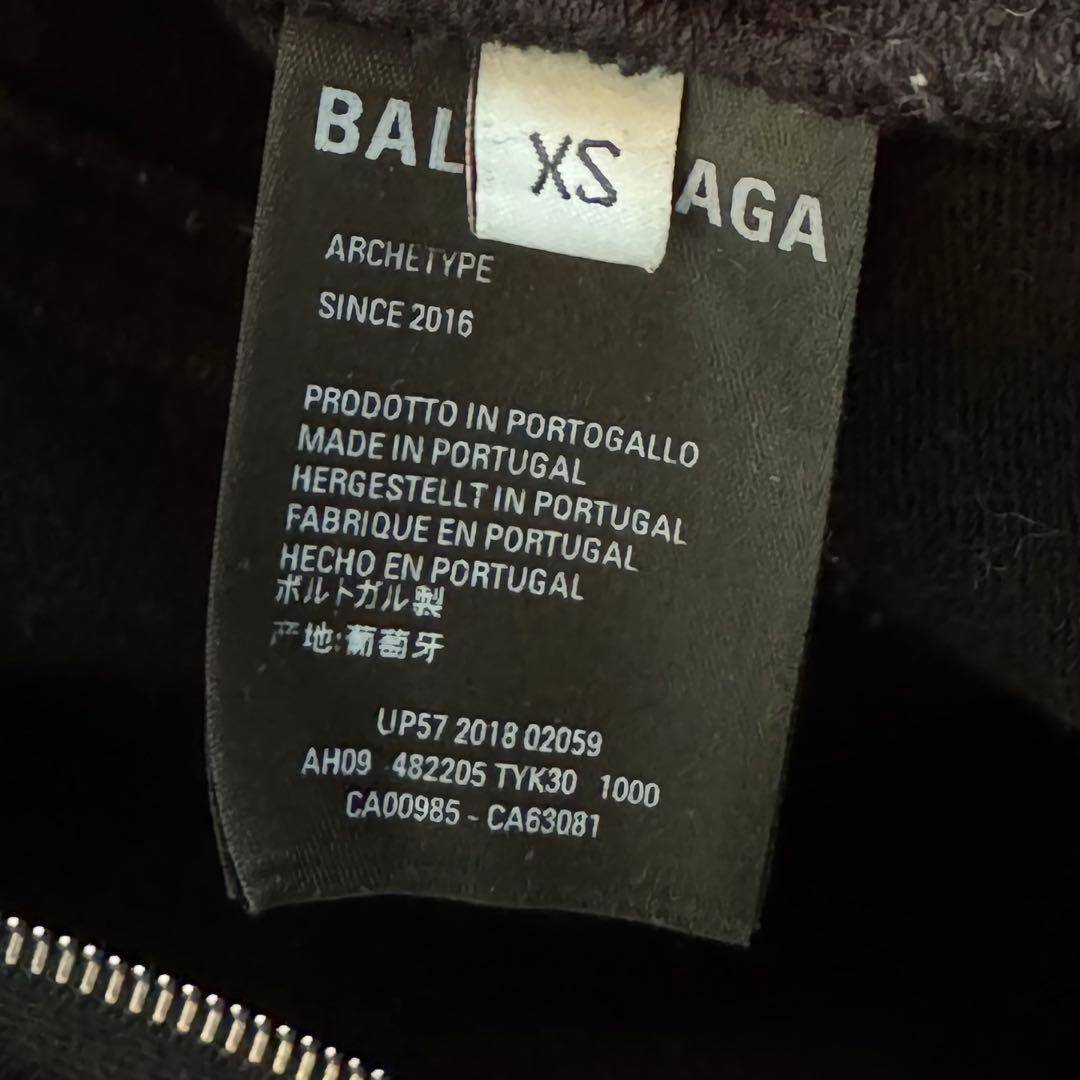 BAL AGA
XS
ARCHETYPE
SINCE 2016
PRODOTTO IN PORTOGALLO
MADE IN PORTUGAL
HERGESTELLT IN PORTUGAL
FABRIQUE EN PORTUGAL
HECHO EN PORTUGAL
ポルトガル製
产地:葡萄牙
UP57 2018 02059
AH09 482205 TYK30 1000
CA00985 - CA63081